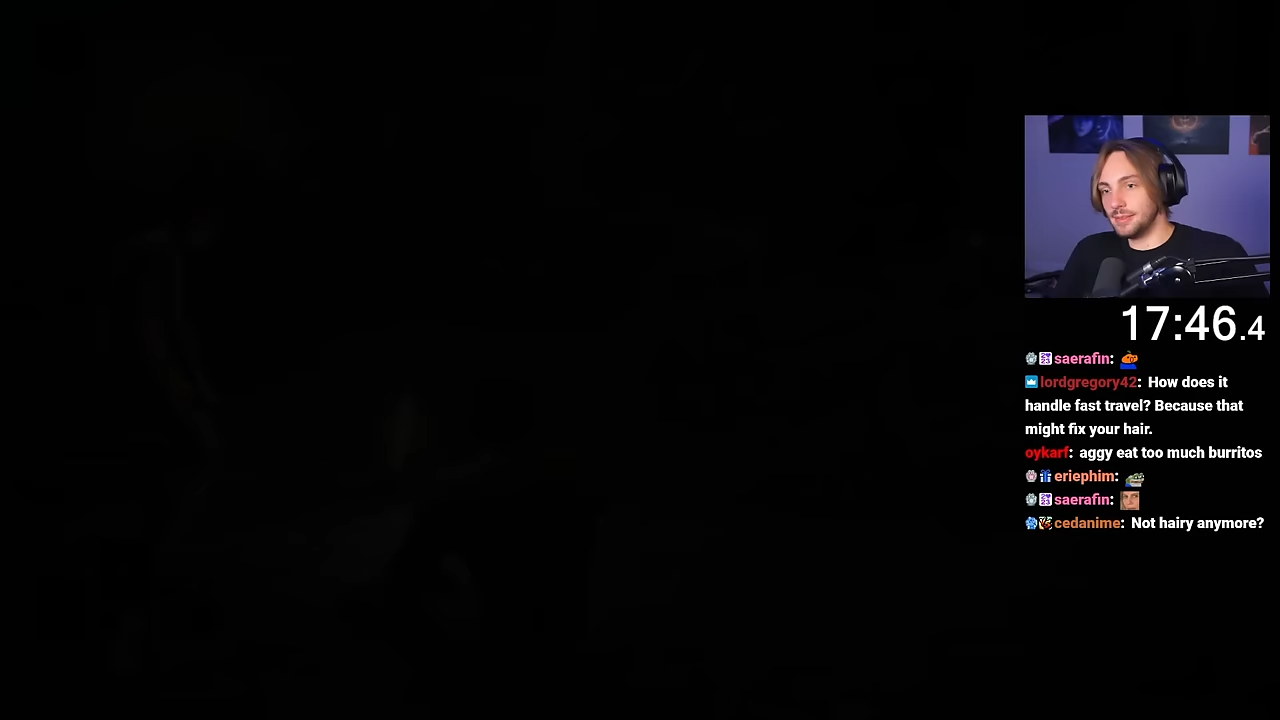 17:46.4
saerafin:
lordgregory42: How does it
handle fast travel? Because that
might fix your hair.
oykarf: aggy eat too much burritos
eriephim:
saerafin:
cedanime: Not hairy anymore?